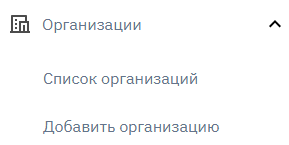 Организации
Список организаций
Добавить организацию